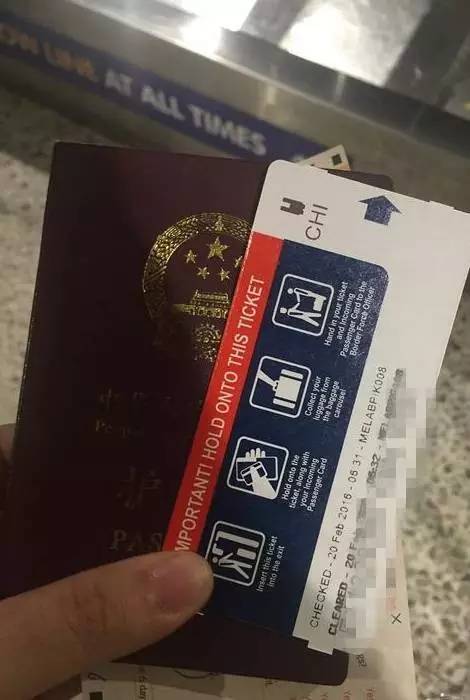 BELOW LINE AT ALL TIMES
CHI
IMPORTANT! HOLD ONTO THIS TICKET
Hand in your ticket
and Incoming
Passenger Card to the
Border Force Officer
Collect your
luggage from
the baggage
carousel
Hold onto the
ticket, along with
your Incoming
Passenger Card
Insert this ticket
into the exit
CHECKED - 20 Feb 2016 - 06:31 - MELABP\K008
CLEARED - 20
PAS